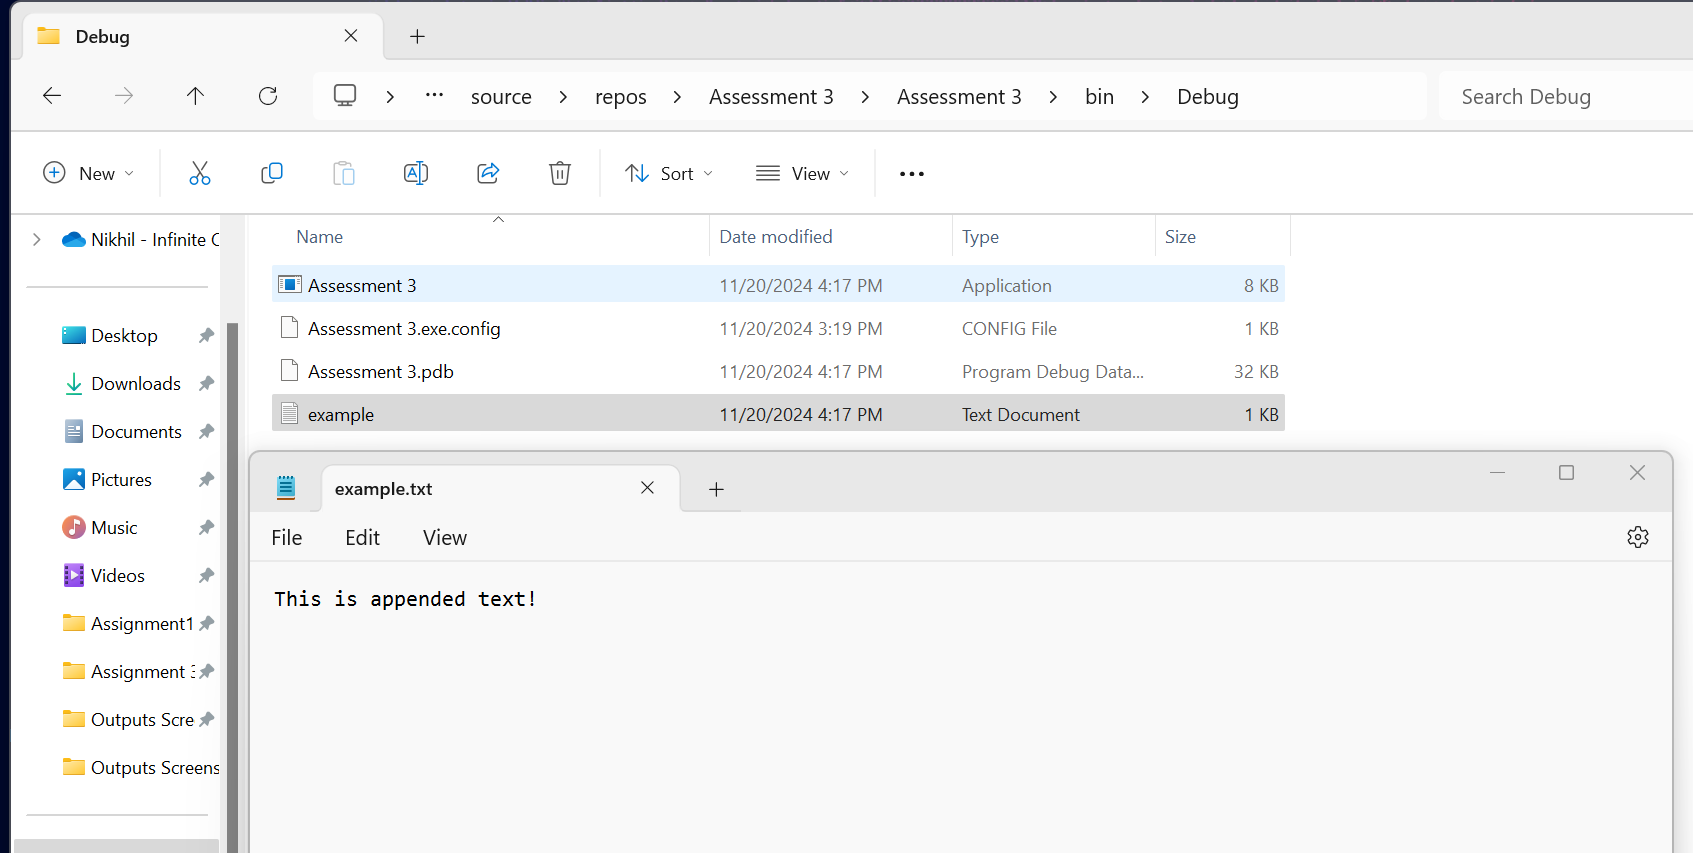 Debug
… source > repos > Assessment 3 > Assessment 3 > bin > Debug
Search Debug
New
Sort
View
Nikhil - Infinite C
Desktop
Downloads
Documents
Pictures
Music
Videos
Assignment1
Assignment 3
Outputs Scre
Outputs Screens
Name Date modified Type Size
Assessment 3 11/20/2024 4:17 PM Application 8 KB
Assessment 3.exe.config 11/20/2024 3:19 PM CONFIG File 1 KB
Assessment 3.pdb 11/20/2024 4:17 PM Program Debug Data... 32 KB
example 11/20/2024 4:17 PM Text Document 1 KB
example.txt
File Edit View
This is appended text!